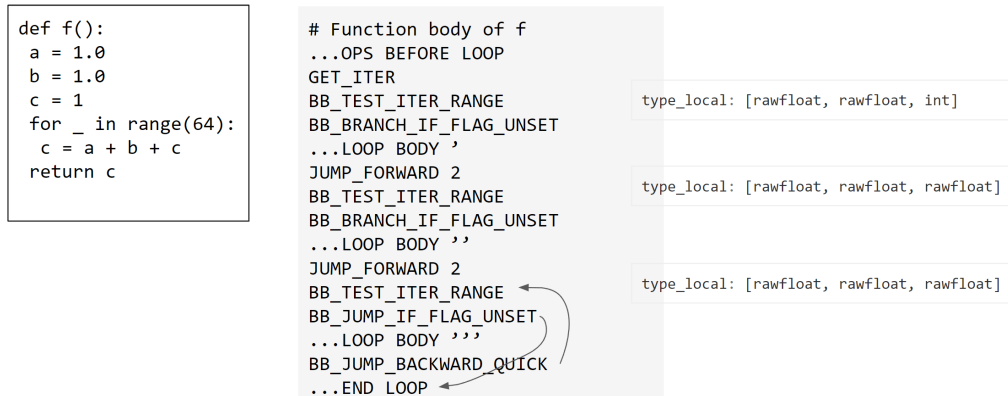 def f():
a = 1.0
b = 1.0
c = 1
for _ in range(64):
c = a + b + c
return c
# Function body of f
...OPS BEFORE LOOP
GET_ITER
BB_TEST_ITER_RANGE
BB_BRANCH_IF_FLAG_UNSET
...LOOP BODY ’
JUMP_FORWARD 2
BB_TEST_ITER_RANGE
BB_BRANCH_IF_FLAG_UNSET
...LOOP BODY ’’
JUMP_FORWARD 2
BB_TEST_ITER_RANGE
BB_JUMP_IF_FLAG_UNSET
...LOOP BODY ’’’
BB_JUMP_BACKWARD_QUICK
...END LOOP
type_local: [rawfloat, rawfloat, int]
type_local: [rawfloat, rawfloat, rawfloat]
type_local: [rawfloat, rawfloat, rawfloat]